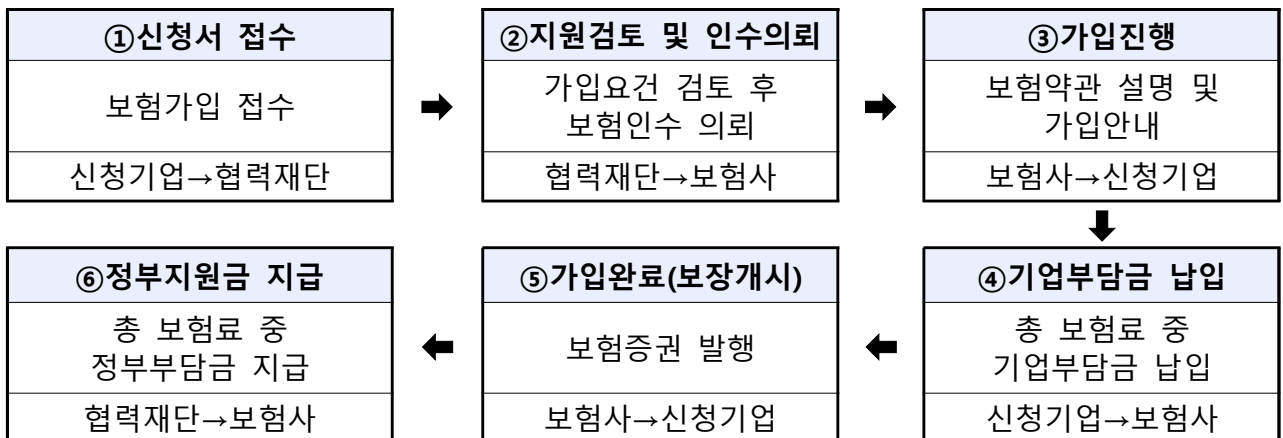 ①신청서 접수
보험가입 접수
신청기업→협력재단
②지원검토 및 인수의뢰
가입요건 검토 후
보험인수 의뢰
협력재단→보험사
③가입진행
보험약관 설명 및
가입안내
보험사→신청기업
④기업부담금 납입
총 보험료 중
기업부담금 납입
신청기업→보험사
⑤가입완료(보장개시)
보험증권 발행
보험사→신청기업
⑥정부지원금 지급
총 보험료 중
정부부담금 지급
협력재단→보험사